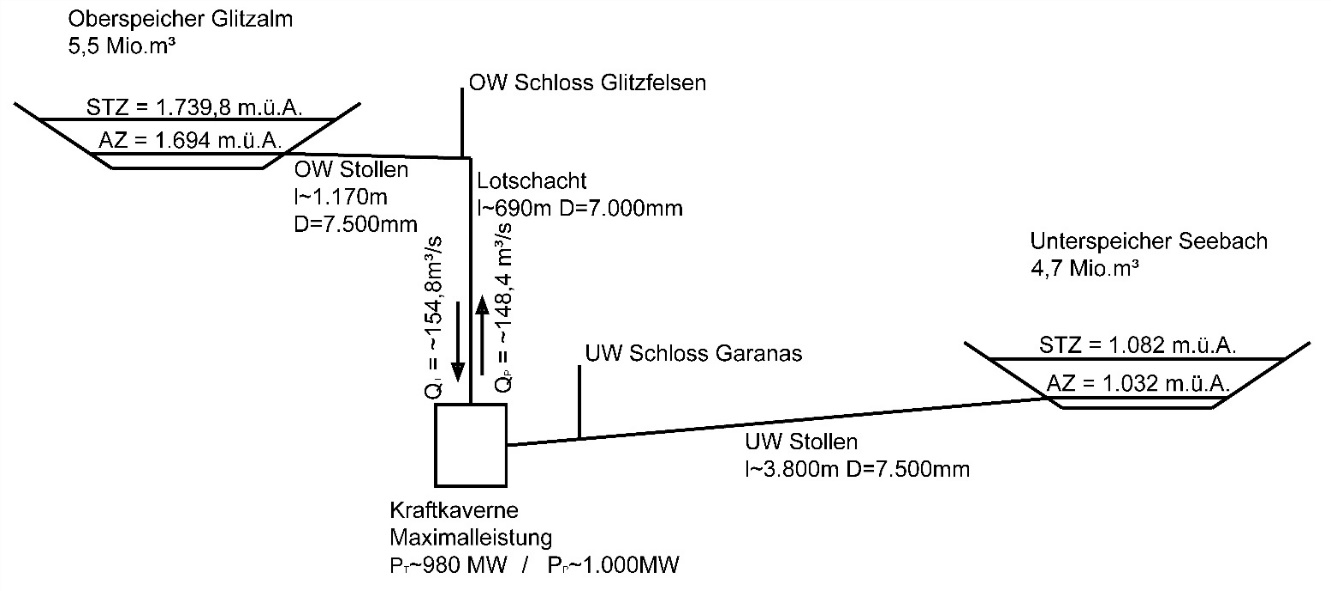 Oberspeicher Glitzalm
5,5 Mio.m³
STZ = 1.739,8 m.ü.A.
AZ = 1.694 m.ü.A.
OW Schloss Glitzfelsen
OW Stollen
l~1.170m
D=7.500mm
Lotschacht
l~690m D=7.000mm
Q_T = ~154,8m³/s
Q_P = ~148,4 m³/s
Unterspeicher Seebach
4,7 Mio.m³
STZ = 1.082 m.ü.A.
AZ = 1.032 m.ü.A.
UW Schloss Garanas
UW Stollen
l~3.800m D=7.500mm
Kraftkaverne
Maximalleistung
P_T~980 MW / P_P~1.000MW